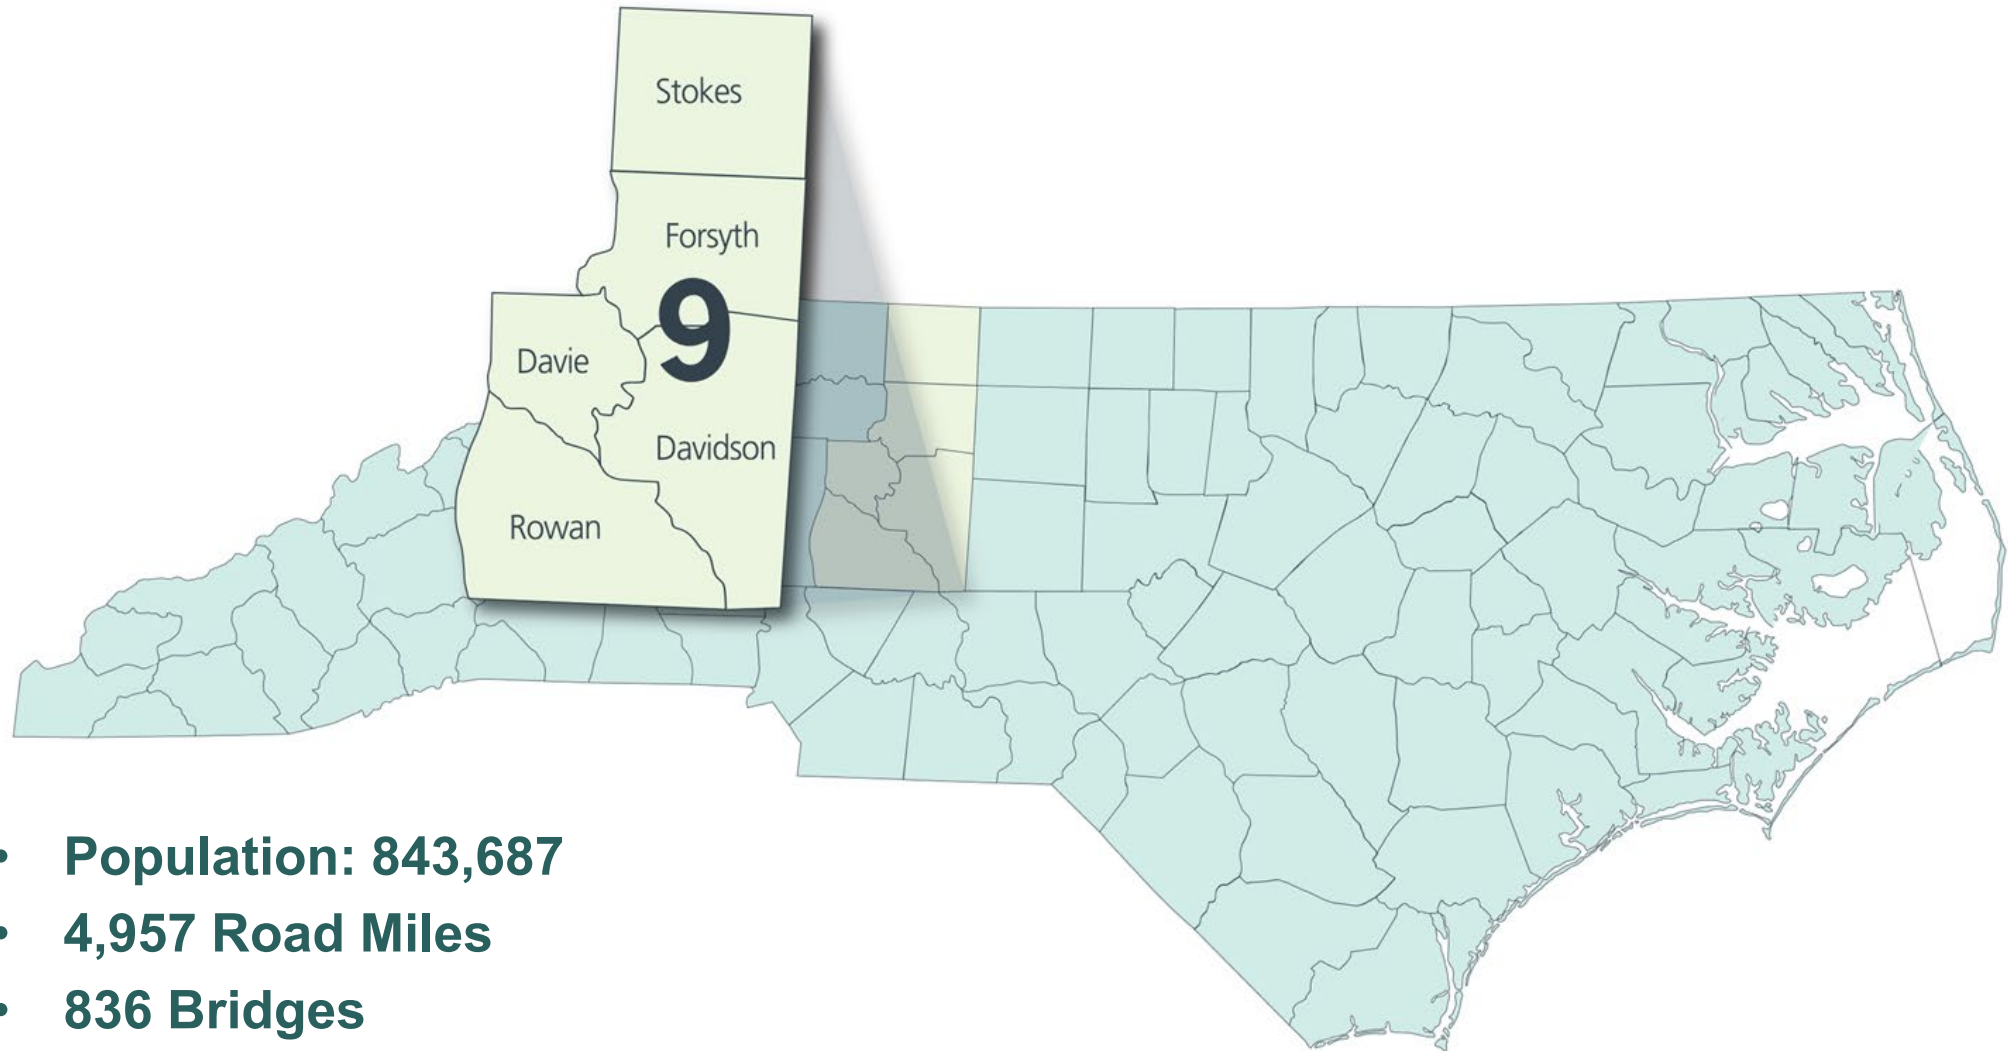 Stokes
Forsyth
9
Davie
Davidson
Rowan
• Population: 843,687
• 4,957 Road Miles
• 836 Bridges